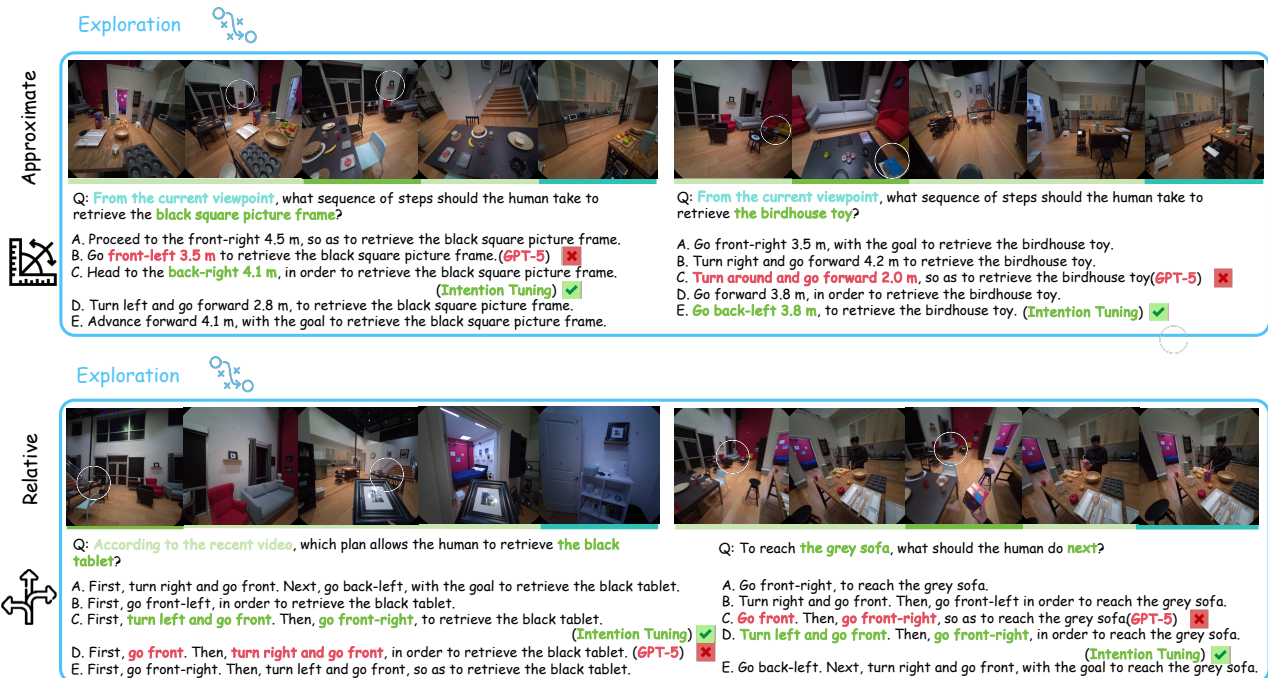 Exploration
Approximate
Q: From the current viewpoint, what sequence of steps should the human take to
retrieve the black square picture frame?
A. Proceed to the front-right 4.5 m, so as to retrieve the black square picture frame.
B. Go front-left 3.5 m to retrieve the black square picture frame.(GPT-5)
C. Head to the back-right 4.1 m, in order to retrieve the black square picture frame.
(Intention Tuning)
D. Turn left and go forward 2.8 m, to retrieve the black square picture frame.
E. Advance forward 4.1 m, with the goal to retrieve the black square picture frame.
Q: From the current viewpoint, what sequence of steps should the human take to
retrieve the birdhouse toy?
A. Go front-right 3.5 m, with the goal to retrieve the birdhouse toy.
B. Turn right and go forward 4.2 m to retrieve the birdhouse toy.
C. Turn around and go forward 2.0 m, so as to retrieve the birdhouse toy(GPT-5)
D. Go forward 3.8 m, in order to retrieve the birdhouse toy.
E. Go back-left 3.8 m, to retrieve the birdhouse toy. (Intention Tuning)
Exploration
Relative
Q: According to the recent video, which plan allows the human to retrieve the black
tablet?
A. First, turn right and go front. Next, go back-left, with the goal to retrieve the black tablet.
B. First, go front-left, in order to retrieve the black tablet.
C. First, turn left and go front. Then, go front-right, to retrieve the black tablet.
(Intention Tuning)
D. First, go front. Then, turn right and go front, in order to retrieve the black tablet. (GPT-5)
E. First, go front-right. Then, turn left and go front, so as to retrieve the black tablet.
Q: To reach the grey sofa, what should the human do next?
A. Go front-right, to reach the grey sofa.
B. Turn right and go front. Then, go front-left in order to reach the grey sofa.
C. Go front. Then, go front-right, so as to reach the grey sofa(GPT-5)
D. Turn left and go front. Then, go front-right, in order to reach the grey sofa.
(Intention Tuning)
E. Go back-left. Next, turn right and go front, with the goal to reach the grey sofa.